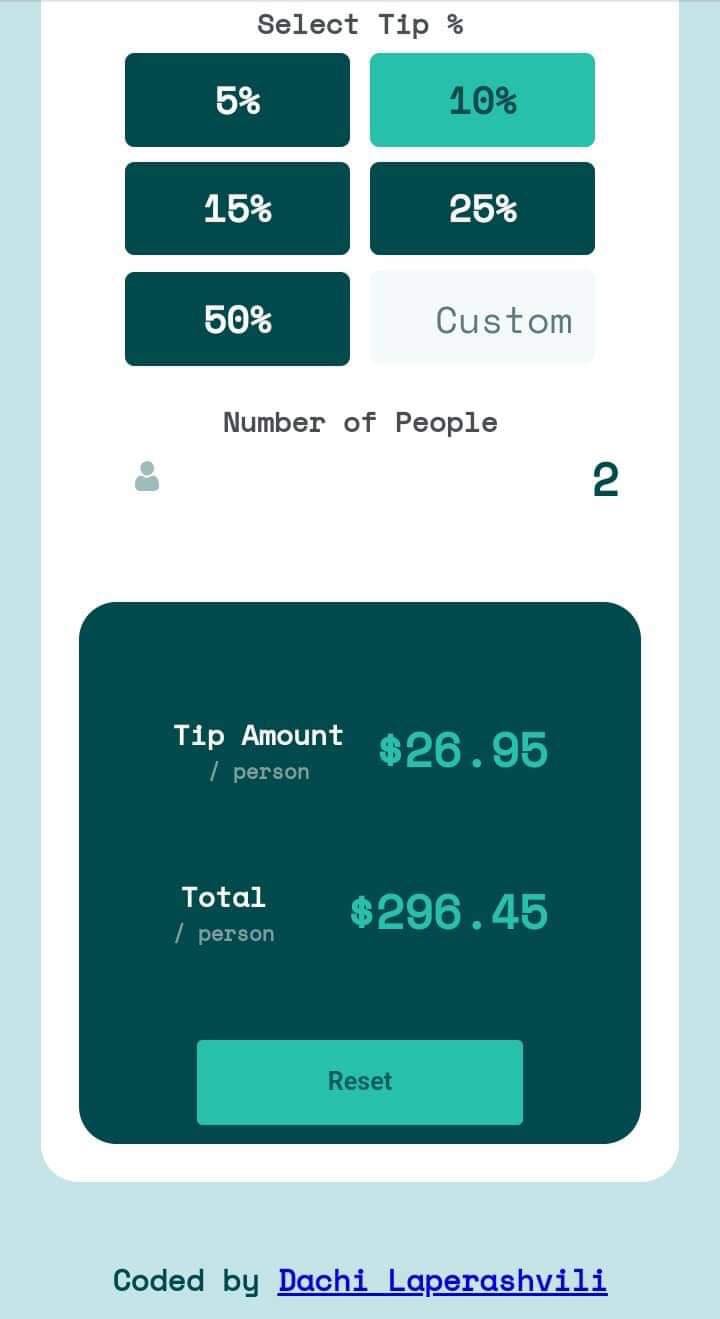 Select Tip %
5% 10%
15% 25%
50% Custom
Number of People
2
Tip Amount $26.95
/ person
Total $296.45
/ person
Reset
Coded by Dachi Laperashvili